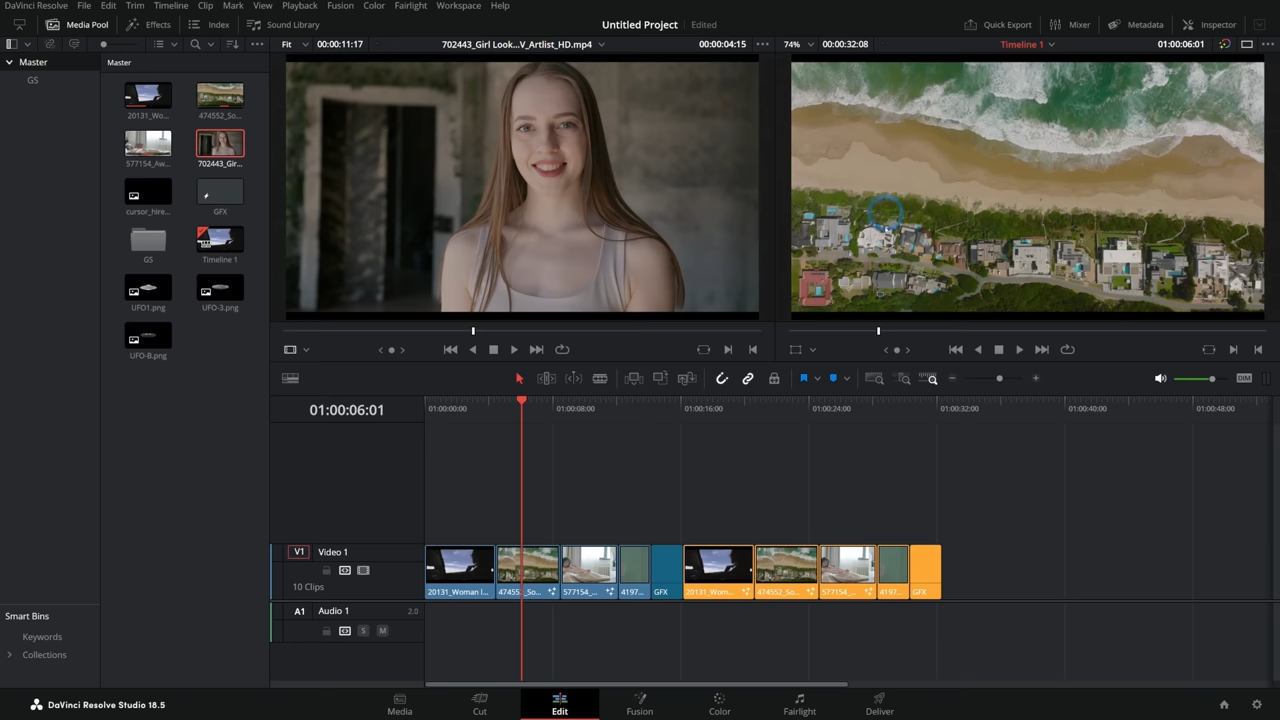 DaVinci Resolve File Edit Trim Timeline Clip Mark View Playback Fusion Color Fairlight Workspace Help
Media Pool Effects Index Sound Library Untitled Project Edited Quick Export Mixer Metadata Inspector
Fit 00:00:11:17 702443_Girl Look...V_Artlist_HD.mp4 00:00:04:15 74% 00:00:32:08 Timeline 1 01:00:06:01
Master Master
GS
20131_Wo... 474552_So...
577154_Aw... 702443_Gir...
cursor_hire... GFX
GS Timeline 1
UFO1.png UFO-3.png
UFO-B.png
DIM
01:00:06:01 01:00:00:00 01:00:08:00 01:00:16:00 01:00:24:00 01:00:32:00 01:00:40:00 01:00:48:00
V1 Video 1
10 Clips
20131_Woman l... 4197... GFX 20131_Wom... 474552_So... 577154_... 4197... GFX
A1 Audio 1 2.0
S M
Smart Bins
Keywords
Collections
DaVinci Resolve Studio 18.5
Media Cut Edit Fusion Color Fairlight Deliver